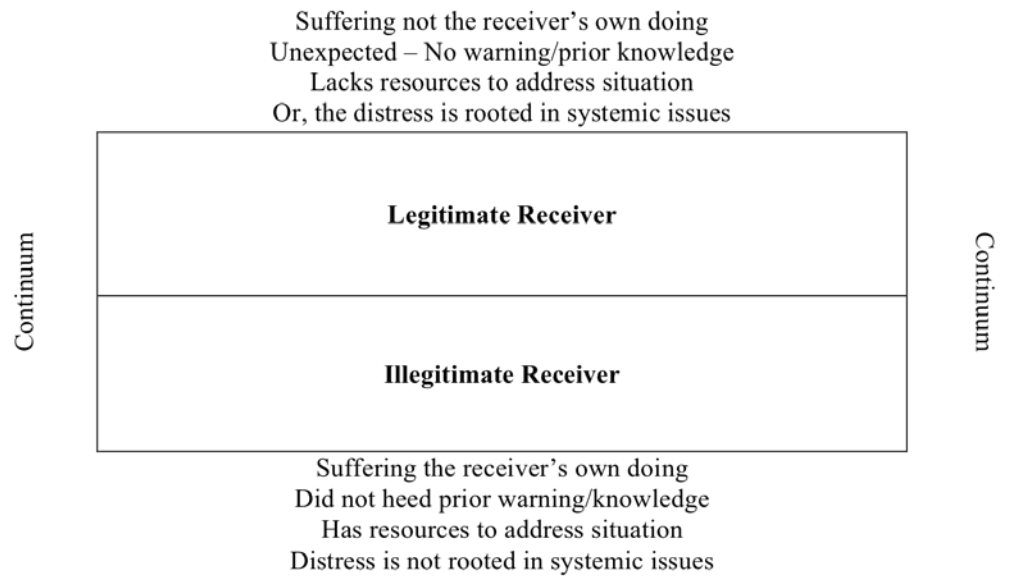 Suffering not the receiver’s own doing
Unexpected – No warning/prior knowledge
Lacks resources to address situation
Or, the distress is rooted in systemic issues
Legitimate Receiver
Continuum
Continuum
Illegitimate Receiver
Suffering the receiver’s own doing
Did not heed prior warning/knowledge
Has resources to address situation
Distress is not rooted in systemic issues